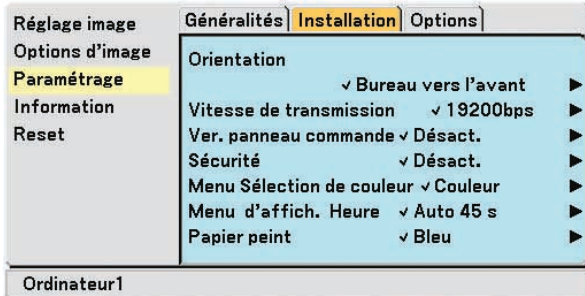 Réglage image
Options d'image
Paramétrage
Information
Reset
Généralités Installation Options
Orientation
✓ Bureau vers l'avant
Vitesse de transmission ✓ 19200bps
Ver. panneau commande ✓ Désact.
Sécurité ✓ Désact.
Menu Sélection de couleur ✓ Couleur
Menu d'affich. Heure ✓ Auto 45 s
Papier peint ✓ Bleu
Ordinateur1